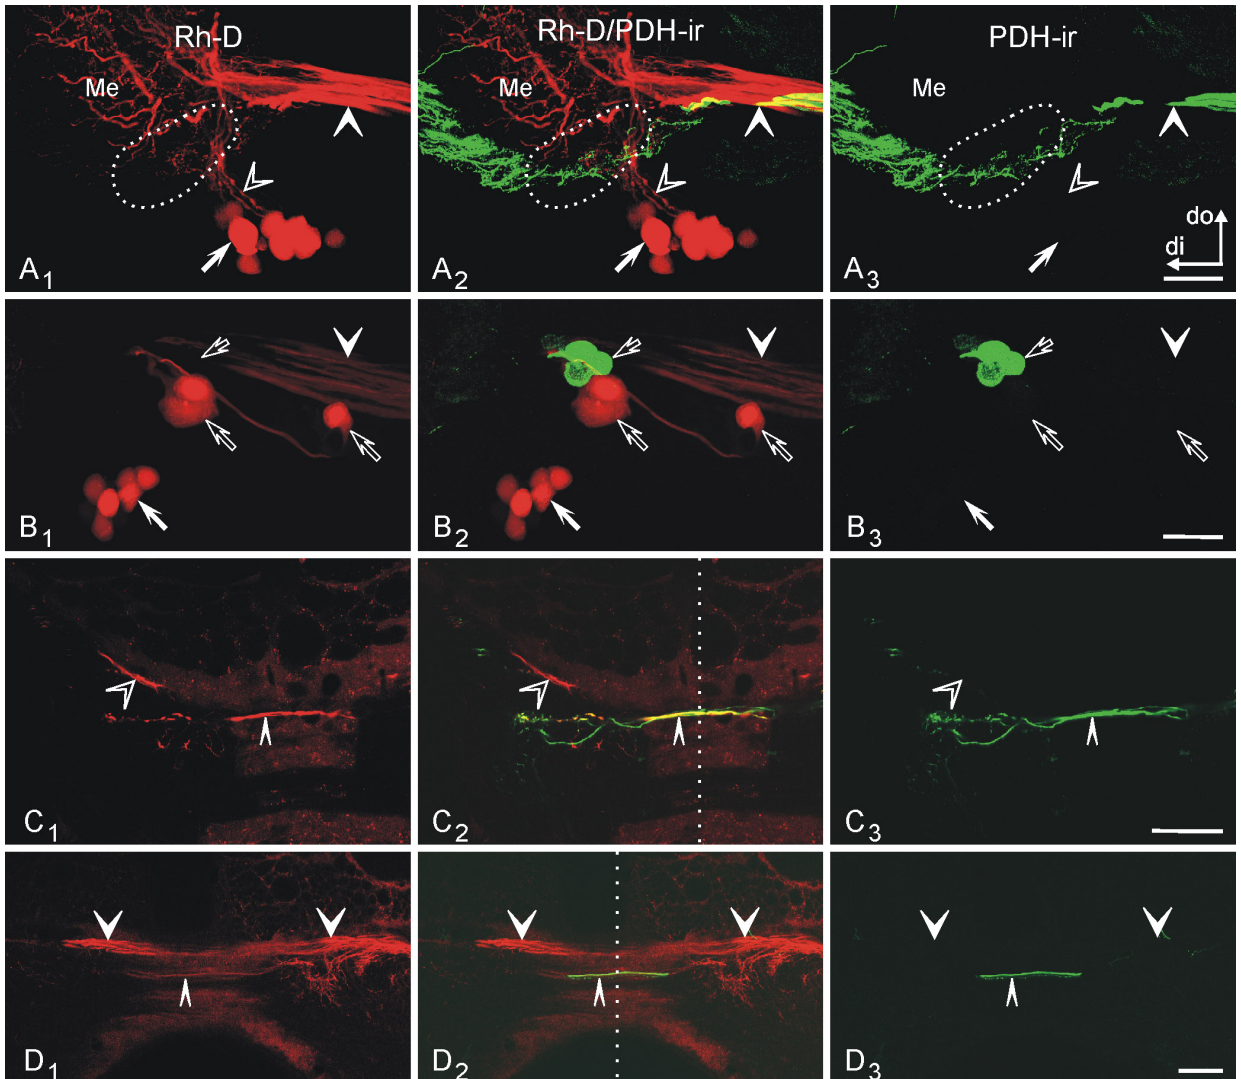 Rh-D
Rh-D/PDH-ir
PDH-ir
Me
Me
Me
do
di
A1
A2
A3
B1
B2
B3
C1
C2
C3
D1
D2
D3